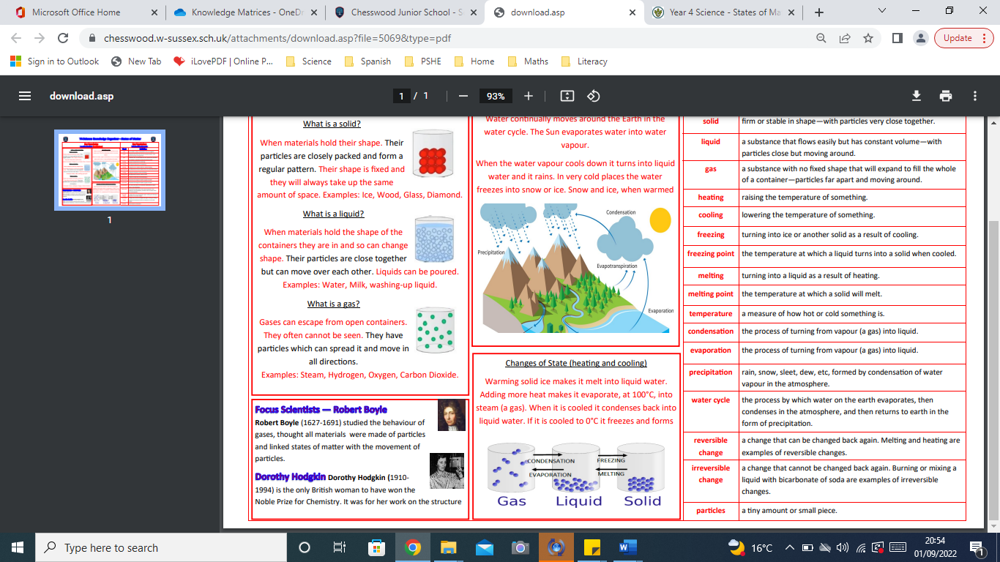 Microsoft Office Home
Knowledge Matrices - OneDr
Chesswood Junior School - S
download.asp
Year 4 Science - States of Ma
chesswood.w-sussex.sch.uk/attachments/download.asp?file=5069&type=pdf
Update
Sign in to Outlook
New Tab
iLovePDF | Online P...
Science
Spanish
PSHE
Home
Maths
Literacy
download.asp
1 / 1
93%
1
What is a solid?
When materials hold their shape. Their
particles are closely packed and form a
regular pattern. Their shape is fixed and
they will always take up the same
amount of space. Examples: Ice, Wood, Glass, Diamond.
What is a liquid?
When materials hold the shape of the
containers they are in and so can change
shape. Their particles are close together
but can move over each other. Liquids can be poured.
Examples: Water, Milk, washing-up liquid.
What is a gas?
Gases can escape from open containers.
They often cannot be seen. They have
particles which can spread it and move in
all directions.
Examples: Steam, Hydrogen, Oxygen, Carbon Dioxide.
Focus Scientists — Robert Boyle
Robert Boyle (1627-1691) studied the behaviour of
gases, thought all materials were made of particles
and linked states of matter with the movement of
particles.
Dorothy Hodgkin Dorothy Hodgkin (1910-
1994) is the only British woman to have won the
Noble Prize for Chemistry. It was for her work on the structure
Water continually moves around the Earth in the
water cycle. The Sun evaporates water into water
vapour.
When the water vapour cools down it turns into liquid
water and it rains. In very cold places the water
freezes into snow or ice. Snow and ice, when warmed
Condensation
Precipitation
Evapotranspiration
Evaporation
Changes of State (heating and cooling)
Warming solid ice makes it melt into liquid water.
Adding more heat makes it evaporate, at 100°C, into
steam (a gas). When it is cooled it condenses back into
liquid water. If it is cooled to 0°C it freezes and forms
CONDENSATION
FREEZING
EVAPORATION
MELTING
Gas Liquid Solid
solid firm or stable in shape—with particles very close together.
liquid a substance that flows easily but has constant volume—with
particles close but moving around.
gas a substance with no fixed shape that will expand to fill the whole
of a container—particles far apart and moving around.
heating raising the temperature of something.
cooling lowering the temperature of something.
freezing turning into ice or another solid as a result of cooling.
freezing point the temperature at which a liquid turns into a solid when cooled.
melting turning into a liquid as a result of heating.
melting point the temperature at which a solid will melt.
temperature a measure of how hot or cold something is.
condensation the process of turning from vapour (a gas) into liquid.
evaporation the process of turning from vapour (a gas) into liquid.
precipitation rain, snow, sleet, dew, etc, formed by condensation of water
vapour in the atmosphere.
water cycle the process by which water on the earth evaporates, then
condenses in the atmosphere, and then returns to earth in the
form of precipitation.
reversible change a change that can be changed back again. Melting and heating are
examples of reversible changes.
irreversible change a change that cannot be changed back again. Burning or mixing a
liquid with bicarbonate of soda are examples of irreversible
changes.
particles a tiny amount or small piece.
Type here to search
16°C
20:54
01/09/2022
1